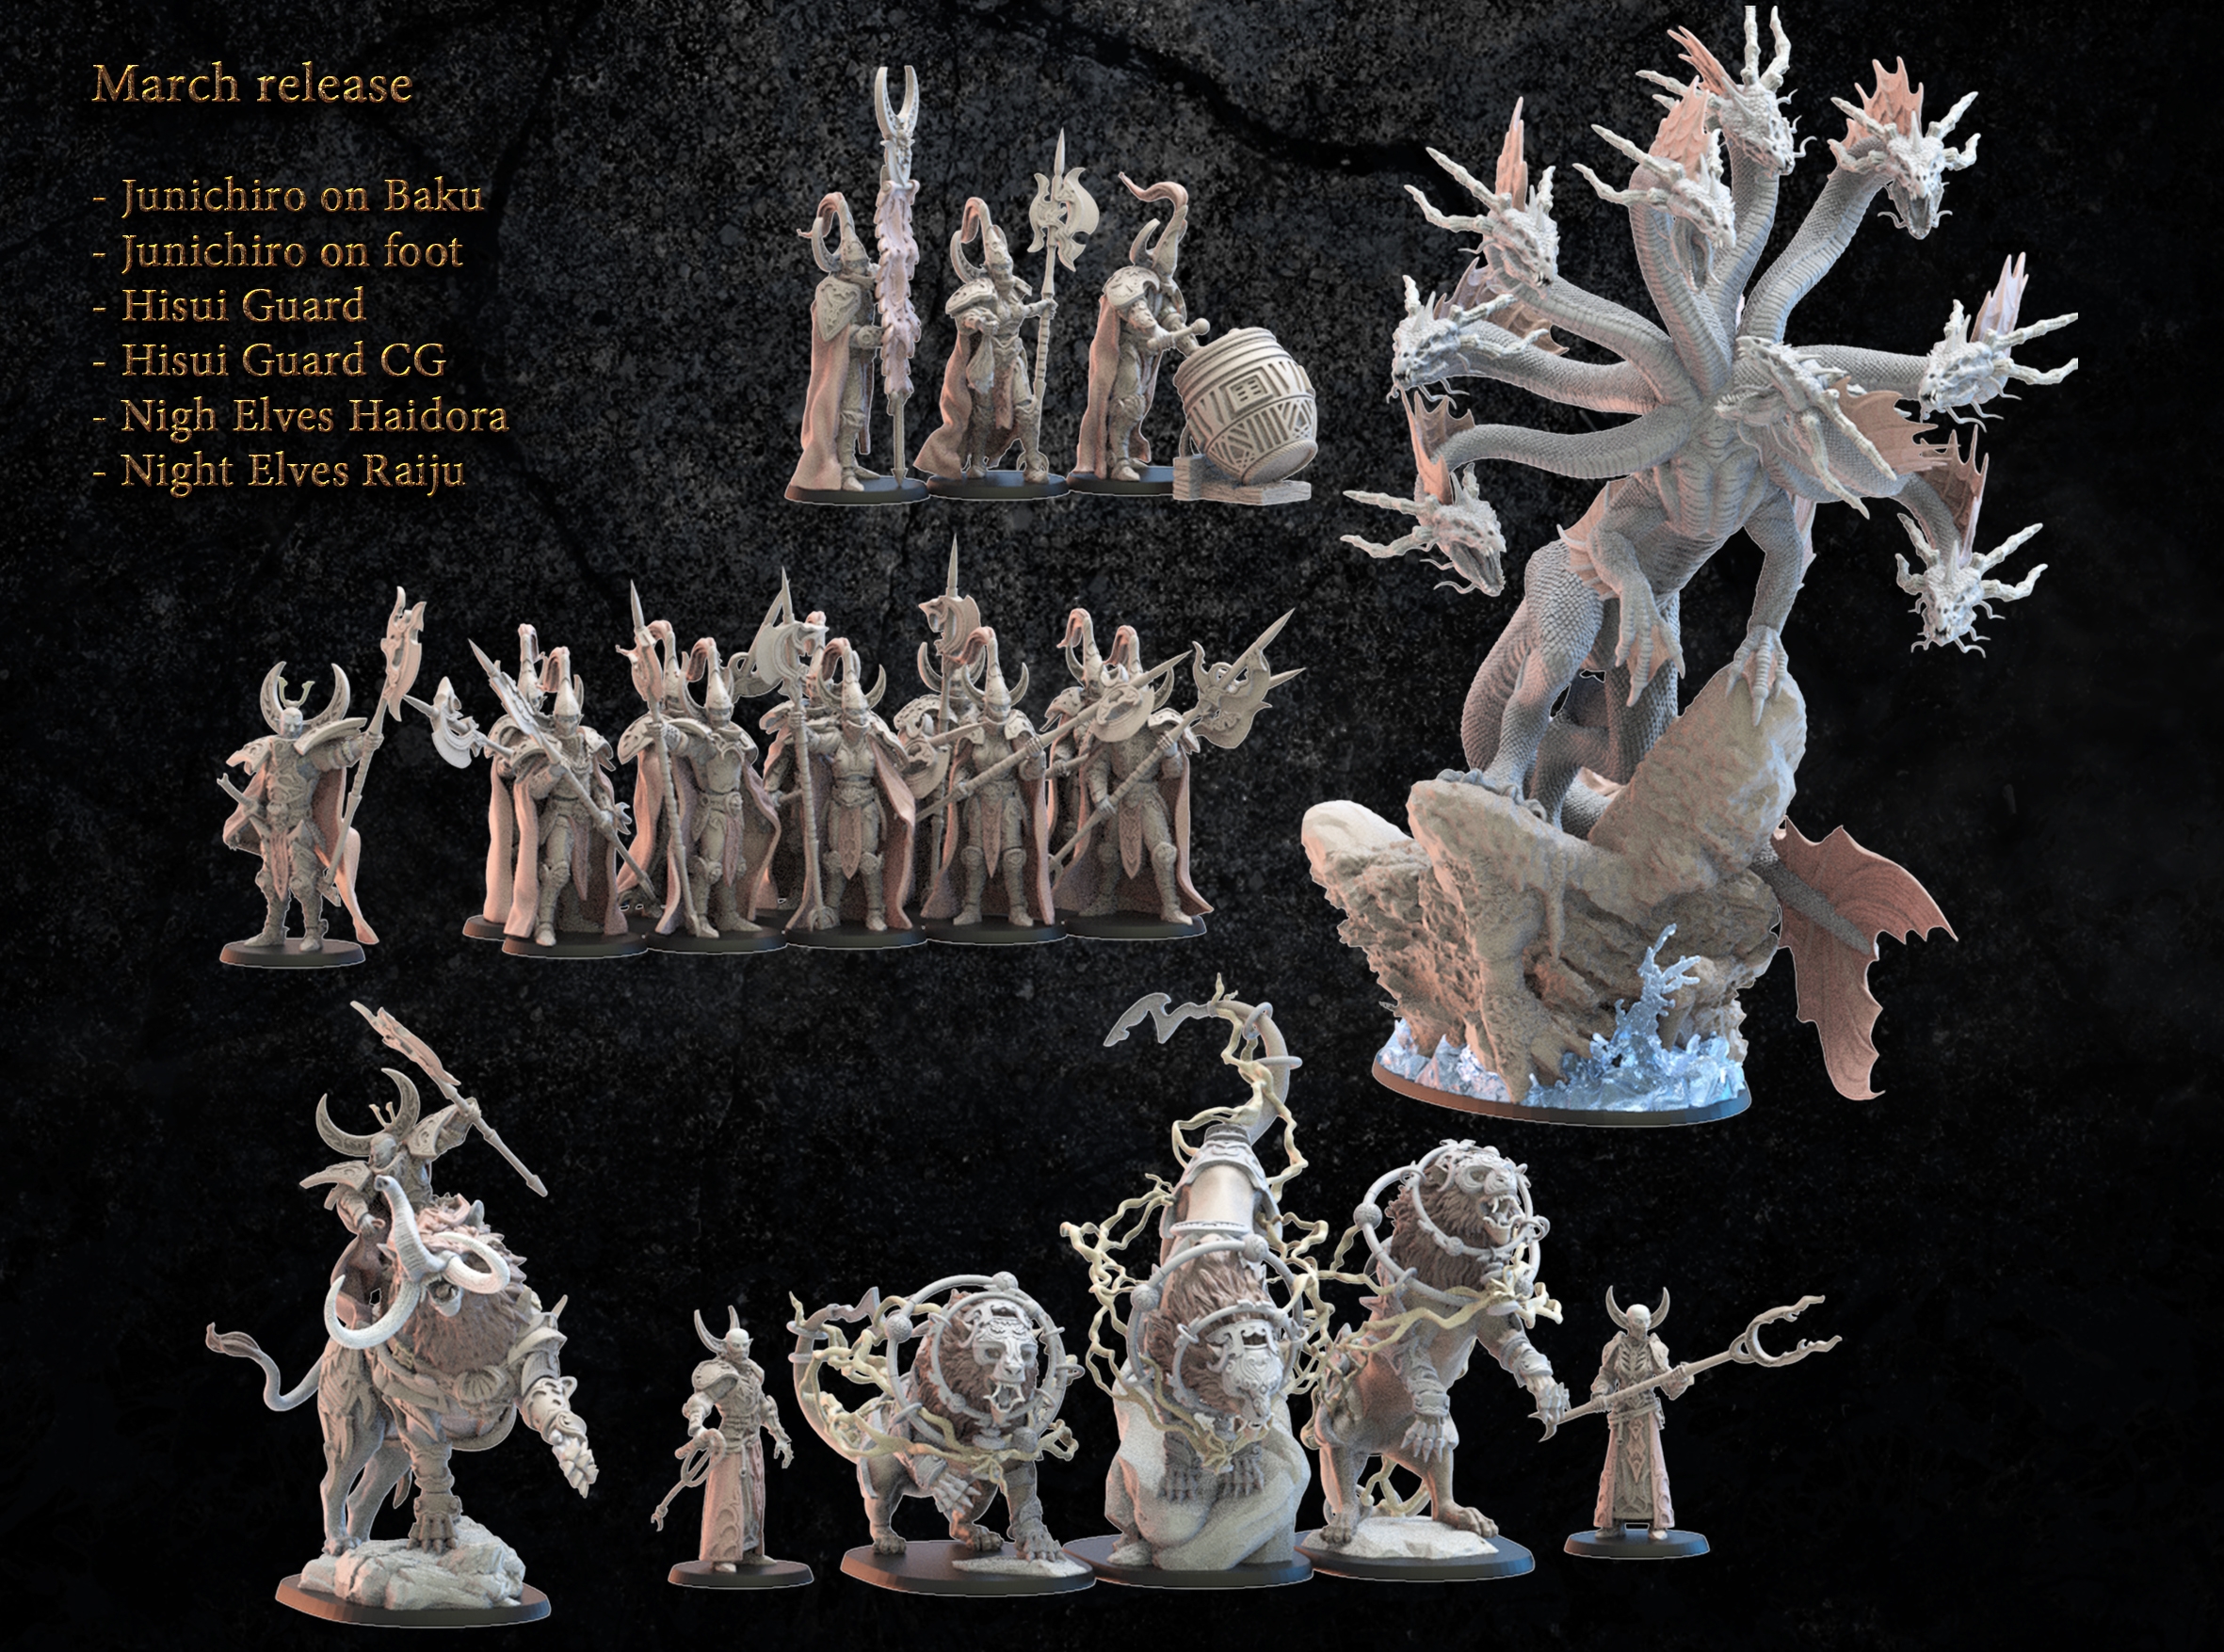 March release
- Junichiro on Baku
- Junichiro on foot
- Hisui Guard
- Hisui Guard CG
- Nigh Elves Haidora
- Night Elves Raiju